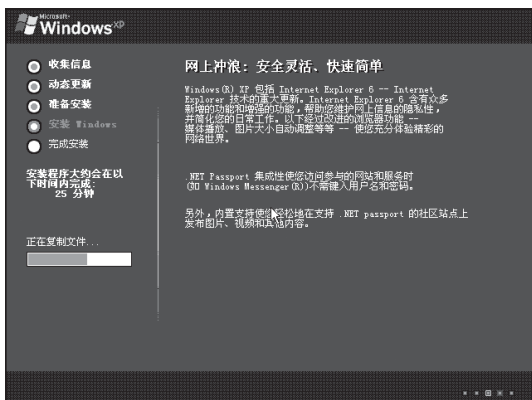 Microsoft
Windows xp
收集信息
动态更新
准备安装
安装 Windows
完成安装
安装程序大约会在以
下时间内完成:
25 分钟
正在复制文件...
网上冲浪: 安全灵活、快速简单
Windows(R) XP 包括 Internet Explorer 6 -- Internet
Explorer 技术的重大更新。Internet Explorer 6 含有众多
新增的功能和增强的功能，帮助您维护网上信息的隐私性，
并简化您的日常工作。以下经过改进的浏览器功能 --
媒体播放、图片大小自动调整等等 -- 使您充分体验精彩的
网络世界。
.NET Passport 集成性使您访问参与的网站和服务时
(如 Windows Messenger(R))不需键入用户名和密码。
另外，内置支持使您轻松地在支持 .NET passport 的社区站点上
发布图片、视频和其他内容。